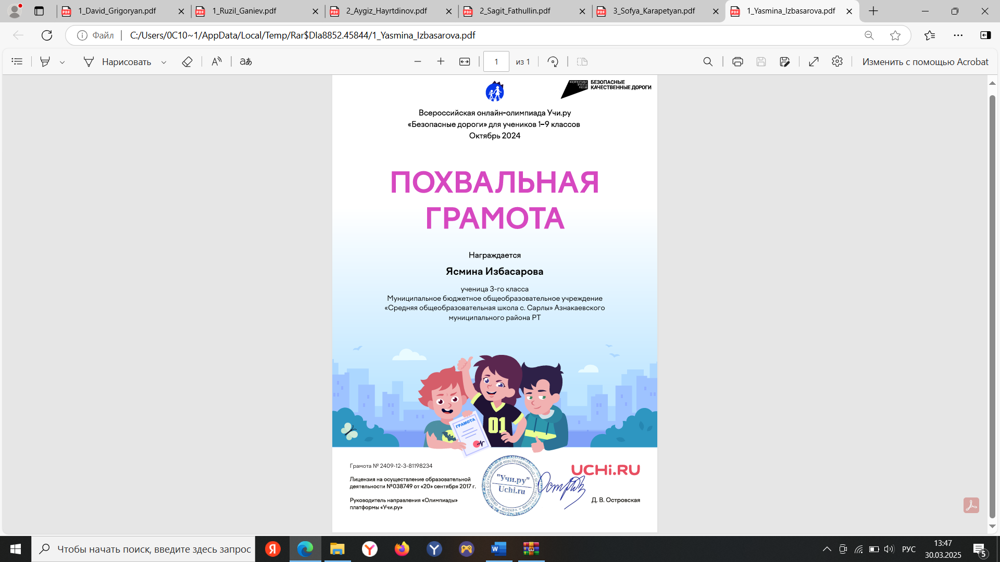 1_David_Grigoryan.pdf
1_Ruzil_Ganiev.pdf
2_Aygiz_Hayrtdinov.pdf
2_Sagit_Fathullin.pdf
3_Sofya_Karapetyan.pdf
1_Yasmina_Izbasarova.pdf
Файл
C:/Users/0C10~1/AppData/Local/Temp/Rar$DIa8852.45844/1_Yasmina_Izbasarova.pdf
Нарисовать
1
из 1
Изменить с помощью Acrobat
НАЦИОНАЛЬНЫЕ
ПРОЕКТЫ
РОССИИ
БЕЗОПАСНЫЕ
КАЧЕСТВЕННЫЕ ДОРОГИ
Всероссийская онлайн-олимпиада Учи.ру
«Безопасные дороги» для учеников 1–9 классов
Октябрь 2024
ПОХВАЛЬНАЯ
ГРАМОТА
Награждается
Ясмина Избасарова
ученица 3-го класса
Муниципальное бюджетное общеобразовательное учреждение
«Средняя общеобразовательная школа с. Сарлы» Азнакаевского
муниципального района РТ
ГРАМОТА
01
Грамота № 2409-12-3-81198234
Лицензия на осуществление образовательной
деятельности №038749 от «20» сентября 2017 г.
Руководитель направления «Олимпиады»
платформы «Учи.ру»
"Учи.ру"
Uchi.ru
МОСКВА
UCHi.RU
Д. В. Островская
Чтобы начать поиск, введите здесь запрос
РУС
13:47
30.03.2025
5